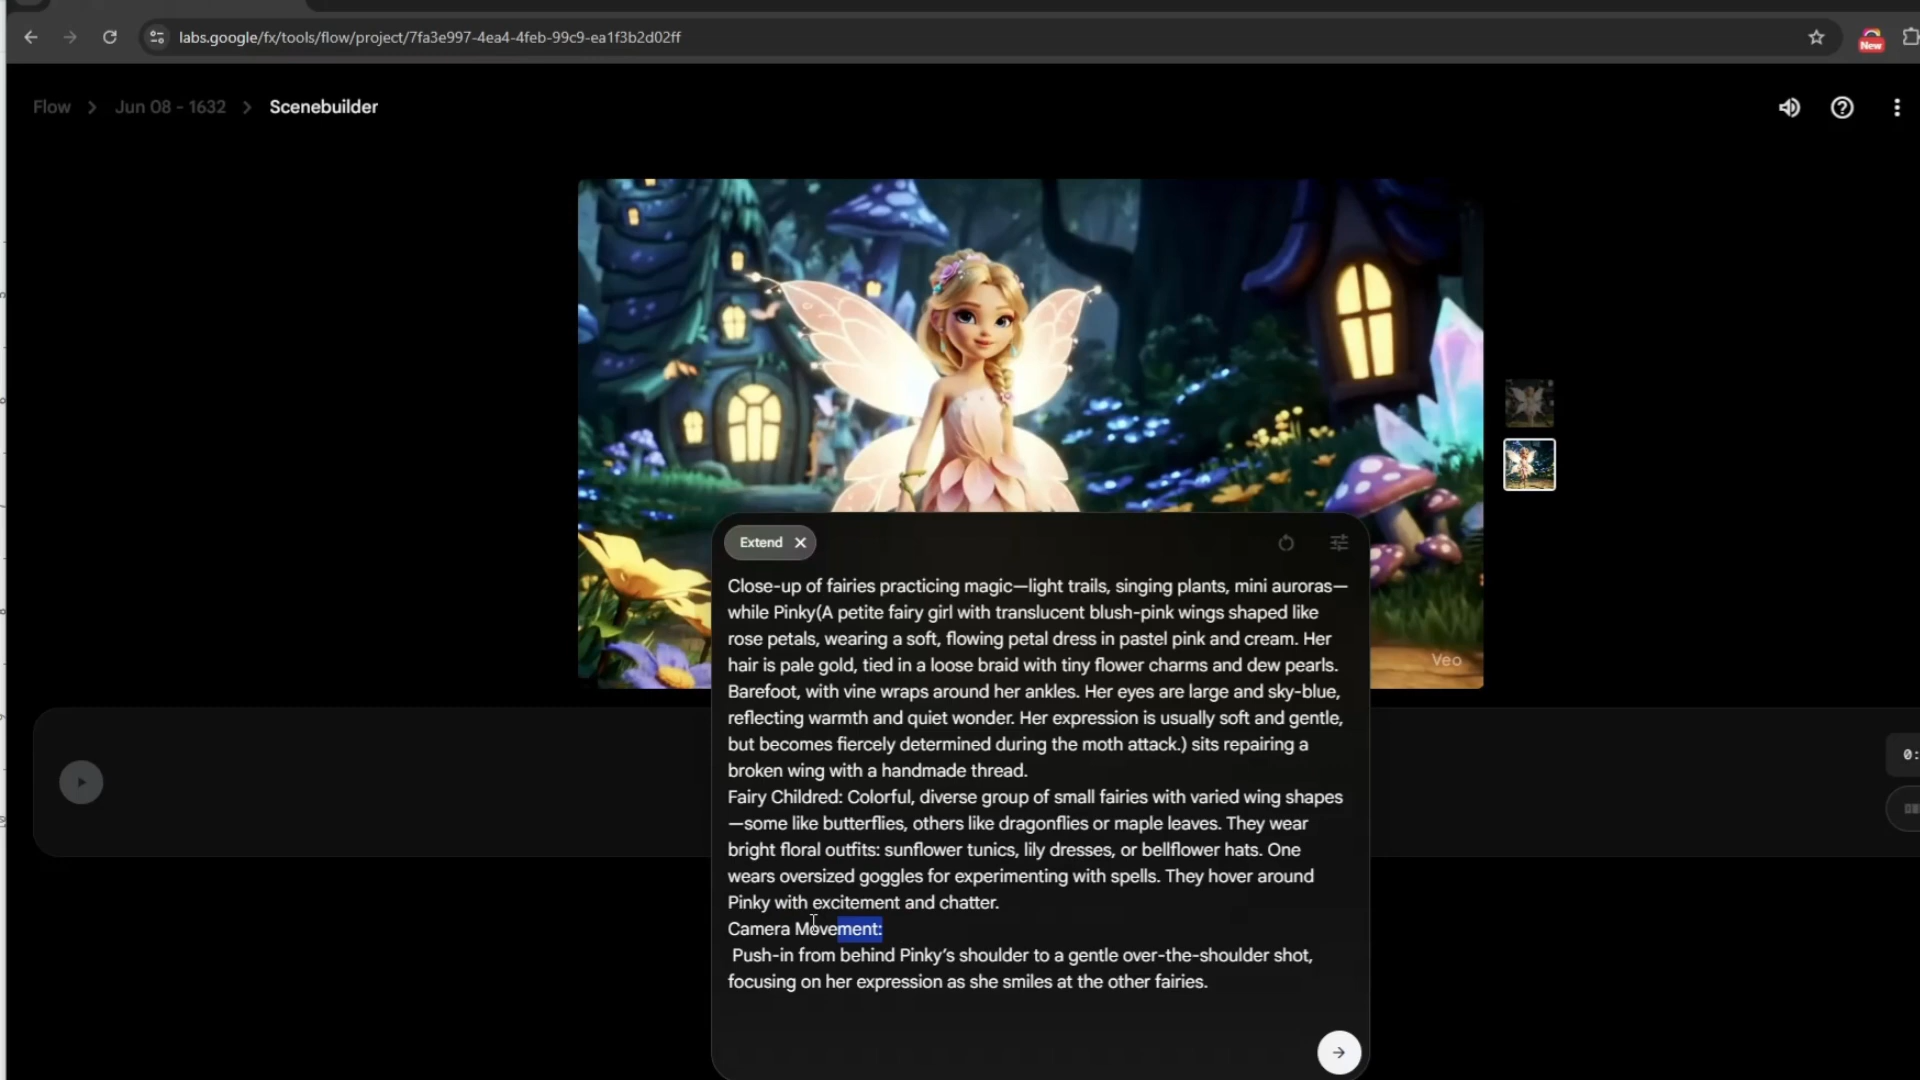 labs.google/fx/tools/flow/project/7fa3e997-4ea4-4feb-99c9-ea1f3b2d02ff
New
Flow > Jun 08 - 1632 > Scenebuilder
Veo
Extend
Close-up of fairies practicing magic—light trails, singing plants, mini auroras—
while Pinky(A petite fairy girl with translucent blush-pink wings shaped like
rose petals, wearing a soft, flowing petal dress in pastel pink and cream. Her
hair is pale gold, tied in a loose braid with tiny flower charms and dew pearls.
Barefoot, with vine wraps around her ankles. Her eyes are large and sky-blue,
reflecting warmth and quiet wonder. Her expression is usually soft and gentle,
but becomes fiercely determined during the moth attack.) sits repairing a
broken wing with a handmade thread.
Fairy Childred: Colorful, diverse group of small fairies with varied wing shapes
—some like butterflies, others like dragonflies or maple leaves. They wear
bright floral outfits: sunflower tunics, lily dresses, or bellflower hats. One
wears oversized goggles for experimenting with spells. They hover around
Pinky with excitement and chatter.
Camera Movement:
Push-in from behind Pinky's shoulder to a gentle over-the-shoulder shot,
focusing on her expression as she smiles at the other fairies.
0: